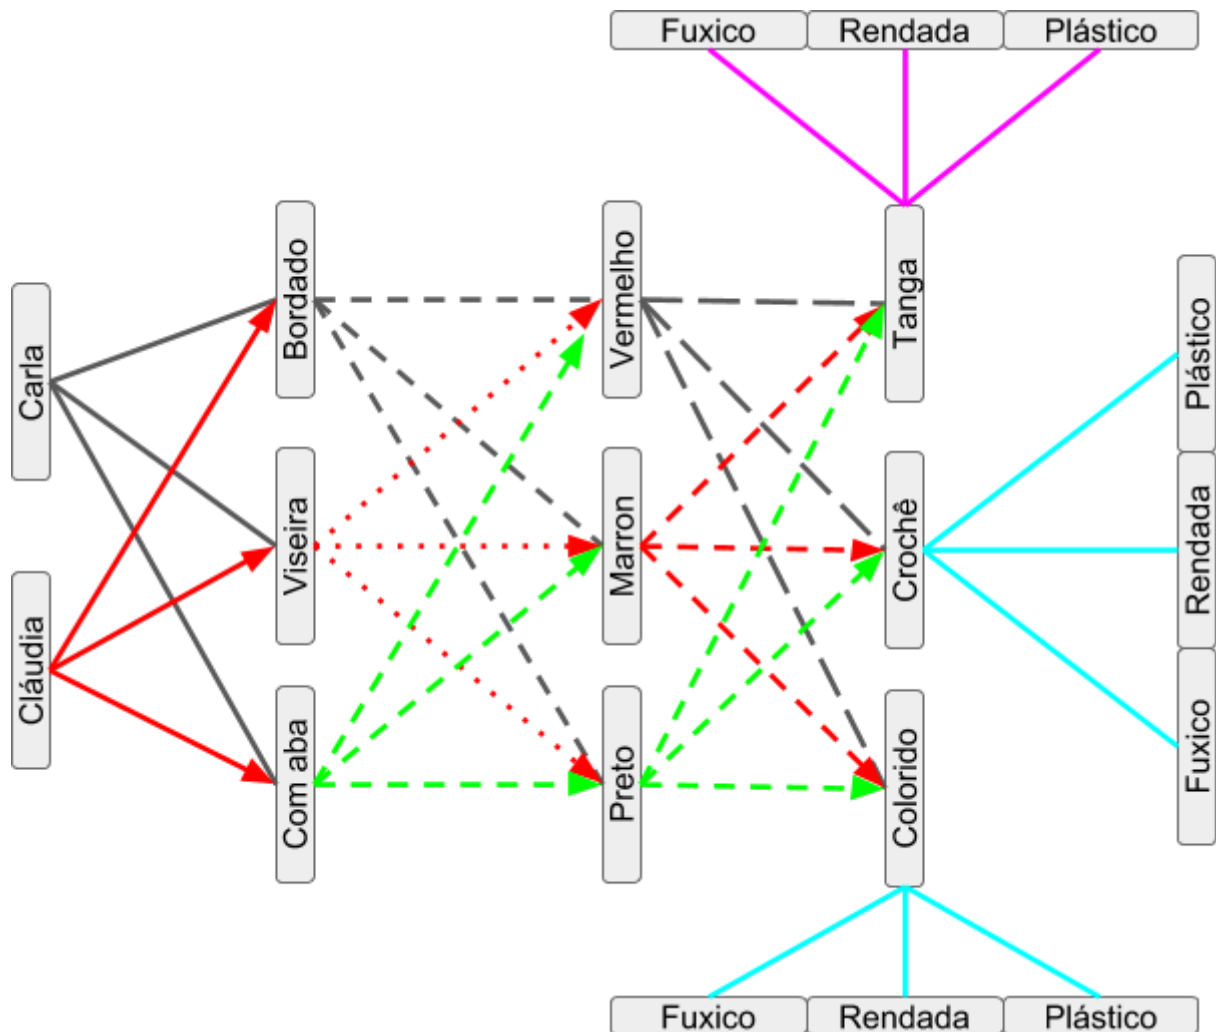 Fuxico Rendada Plástico
Carla
Cláudia
Bordado
Viseira
Com aba
Vermelho
Marron
Preto
Tanga
Crochê
Colorido
Plástico
Rendada
Fuxico
Fuxico Rendada Plástico